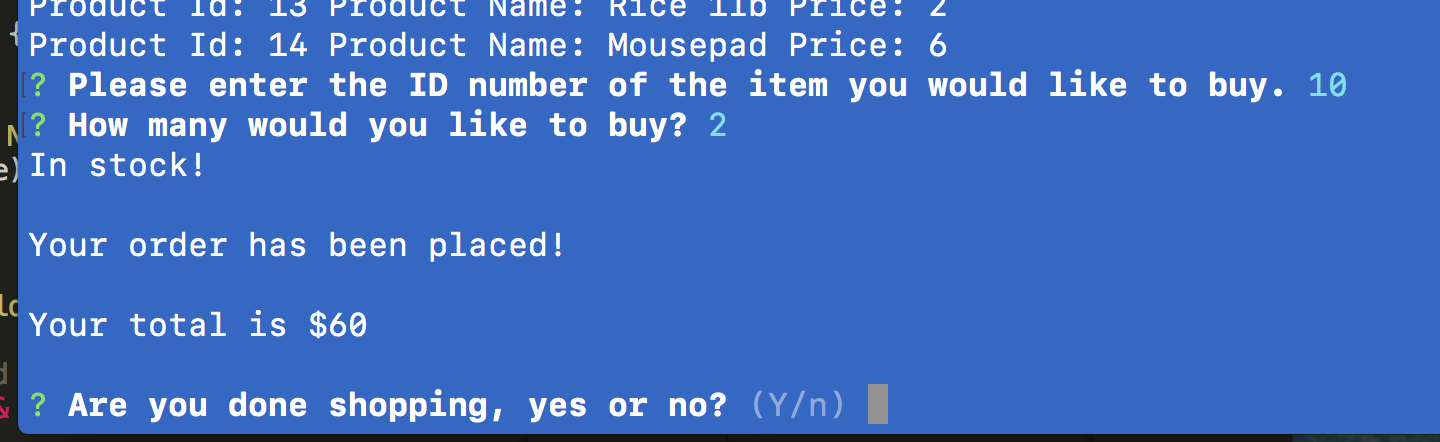 Product Id: 13 Product Name: Rice 1lb Price: 2
Product Id: 14 Product Name: Mousepad Price: 6
? Please enter the ID number of the item you would like to buy. 10
? How many would you like to buy? 2
In stock!
Your order has been placed!
Your total is $60
? Are you done shopping, yes or no? (Y/n)